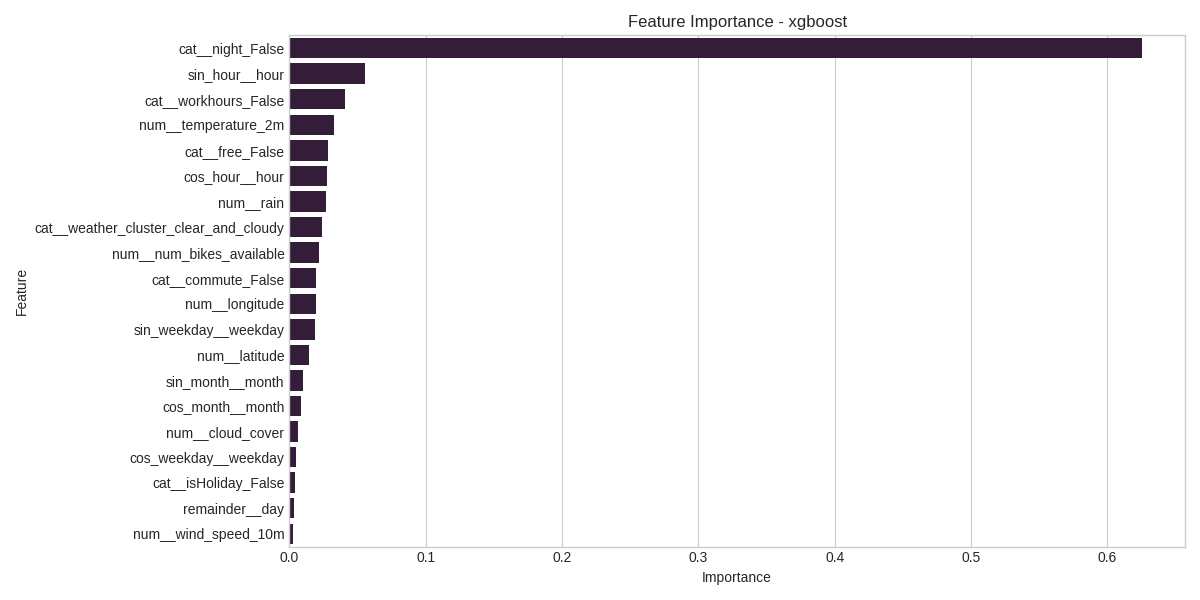 Feature Importance - xgboost
Feature
cat__night_False
sin_hour__hour
cat__workhours_False
num__temperature_2m
cat__free_False
cos_hour__hour
num__rain
cat__weather_cluster_clear_and_cloudy
num__num_bikes_available
cat__commute_False
num__longitude
sin_weekday__weekday
num__latitude
sin_month__month
cos_month__month
num__cloud_cover
cos_weekday__weekday
cat__isHoliday_False
remainder__day
num__wind_speed_10m
0.0 0.1 0.2 0.3 0.4 0.5 0.6
Importance